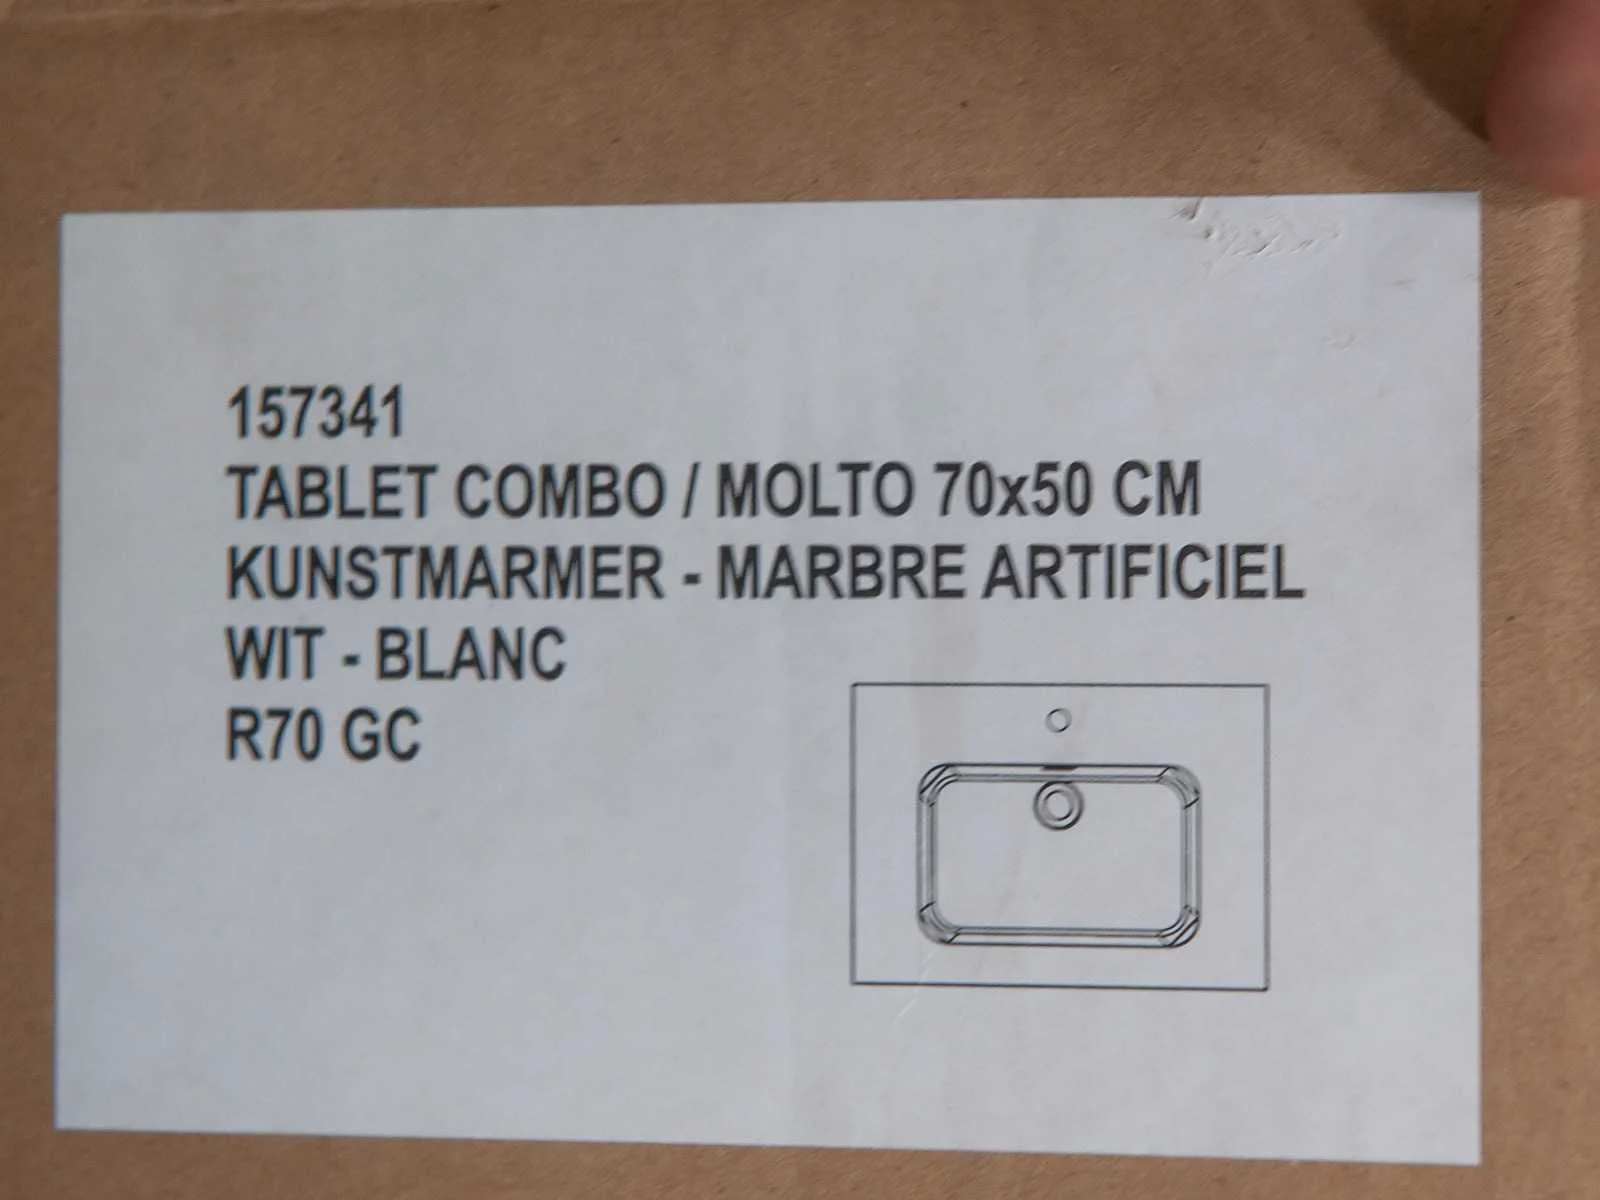 157341
TABLET COMBO / MOLTO 70x50 CM
KUNSTMARMER - MARBRE ARTIFICIEL
WIT - BLANC
R70 GC